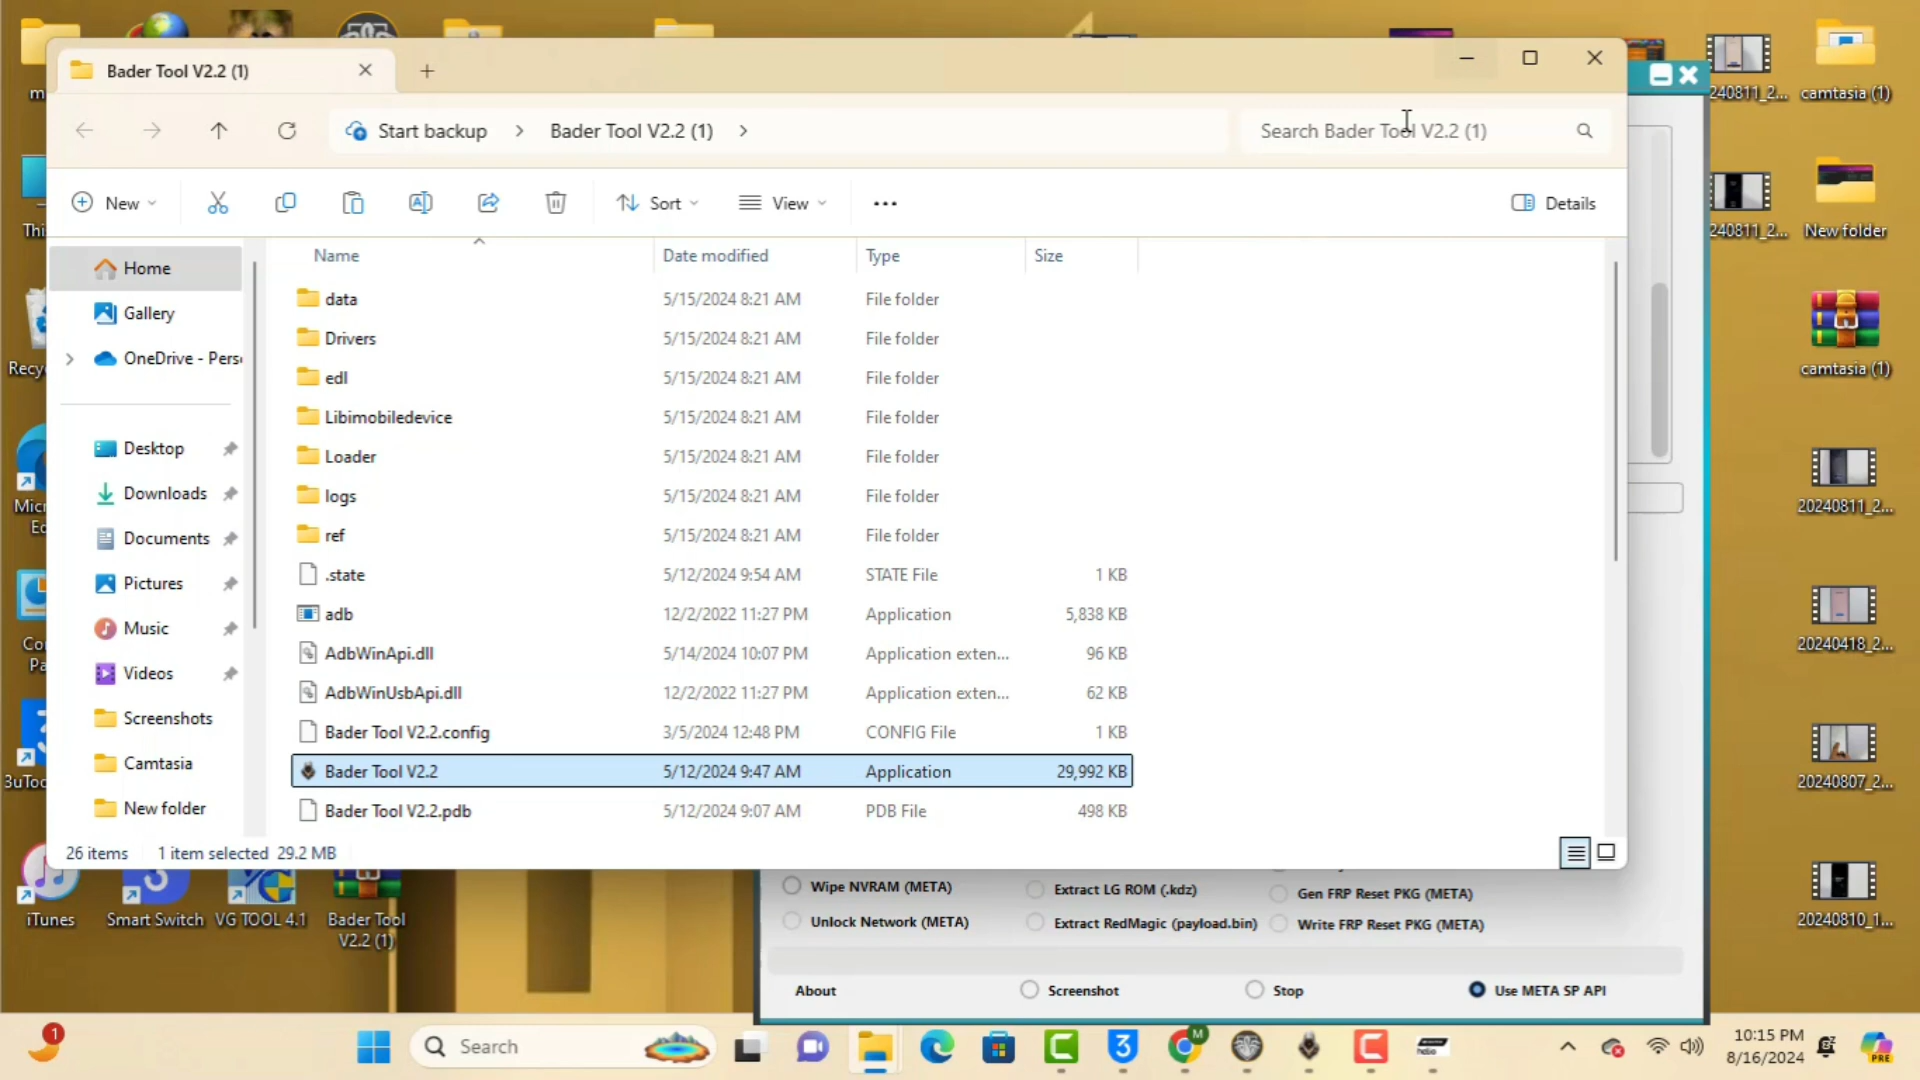 Bader Tool V2.2 (1)
Start backup > Bader Tool V2.2 (1) >
Search Bader Tool V2.2 (1)
New
Sort
View
Details
Name Date modified Type Size
Home
Gallery
OneDrive - Pers
Desktop
Downloads
Documents
Pictures
Music
Videos
Screenshots
Camtasia
New folder
data 5/15/2024 8:21 AM File folder
Drivers 5/15/2024 8:21 AM File folder
edl 5/15/2024 8:21 AM File folder
Libimobiledevice 5/15/2024 8:21 AM File folder
Loader 5/15/2024 8:21 AM File folder
logs 5/15/2024 8:21 AM File folder
ref 5/15/2024 8:21 AM File folder
.state 5/12/2024 9:54 AM STATE File 1 KB
adb 12/2/2022 11:27 PM Application 5,838 KB
AdbWinApi.dll 5/14/2024 10:07 PM Application exten... 96 KB
AdbWinUsbApi.dll 12/2/2022 11:27 PM Application exten... 62 KB
Bader Tool V2.2.config 3/5/2024 12:48 PM CONFIG File 1 KB
Bader Tool V2.2 5/12/2024 9:47 AM Application 29,992 KB
Bader Tool V2.2.pdb 5/12/2024 9:07 AM PDB File 498 KB
26 items 1 item selected 29.2 MB
240811_2...
camtasia (1)
240811_2...
New folder
camtasia (1)
20240811_2...
20240418_2...
20240807_2...
20240810_1...
m
Thi
Recy
Micr
Ed
Co
Pa
3uToo
iTunes
Smart Switch
VG TOOL 4.1
Bader Tool
V2.2 (1)
Wipe NVRAM (META)
Extract LG ROM (.kdz)
Gen FRP Reset PKG (META)
Unlock Network (META)
Extract RedMagic (payload.bin)
Write FRP Reset PKG (META)
About
Screenshot
Stop
Use META SP API
1
Search
3
M
hello
10:15 PM
8/16/2024
PRE